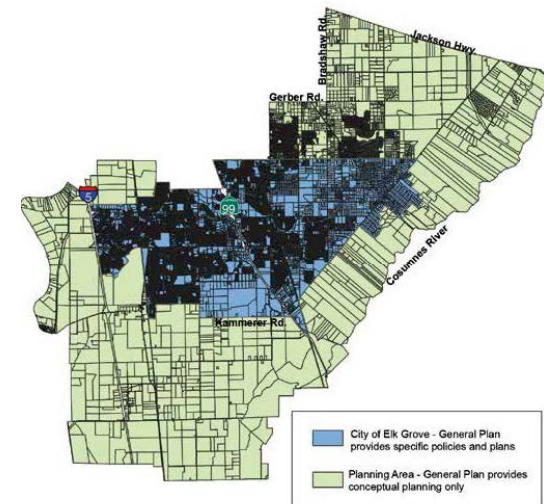 Bradshaw Rd.
Jackson Hwy
Gerber Rd.
5
99
Cosumnes River
Kammerer Rd.
City of Elk Grove - General Plan
provides specific policies and plans
Planning Area - General Plan provides
conceptual planning only